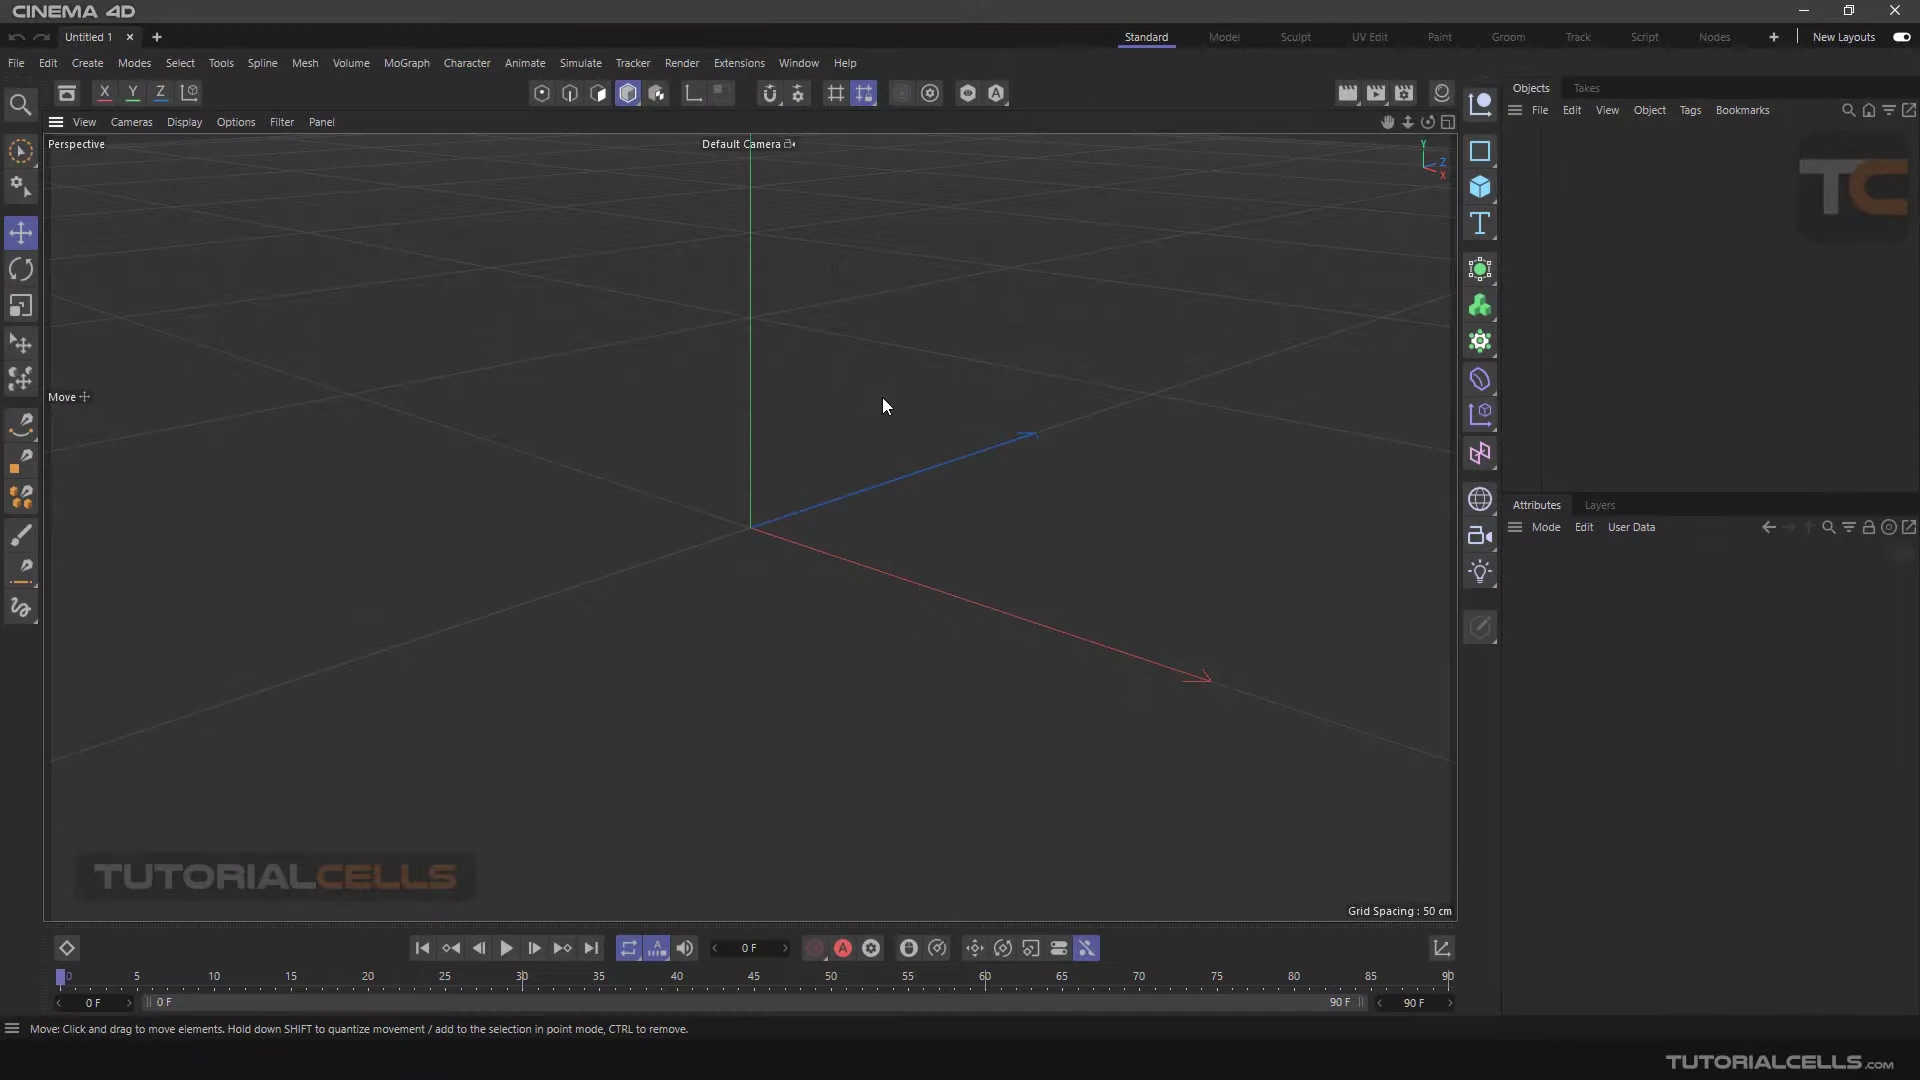 CINEMA 4D
Untitled 1
Standard Model Sculpt UV Edit Paint Groom Track Script Nodes New Layouts
File Edit Create Modes Select Tools Spline Mesh Volume MoGraph Character Animate Simulate Tracker Render Extensions Window Help
X Y Z
A
Objects Takes
File Edit View Object Tags Bookmarks
View Cameras Display Options Filter Panel
Perspective
Default Camera
Y
Z
X
TC
Move
Attributes Layers
Mode Edit User Data
TUTORIALCELLS
Grid Spacing : 50 cm
A
0 F
A
0 5 10 15 20 25 30 35 40 45 50 55 60 65 70 75 80 85 90
0 F
0 F
90 F
90 F
Move: Click and drag to move elements. Hold down SHIFT to quantize movement / add to the selection in point mode, CTRL to remove.
TUTORIALCELLS.com